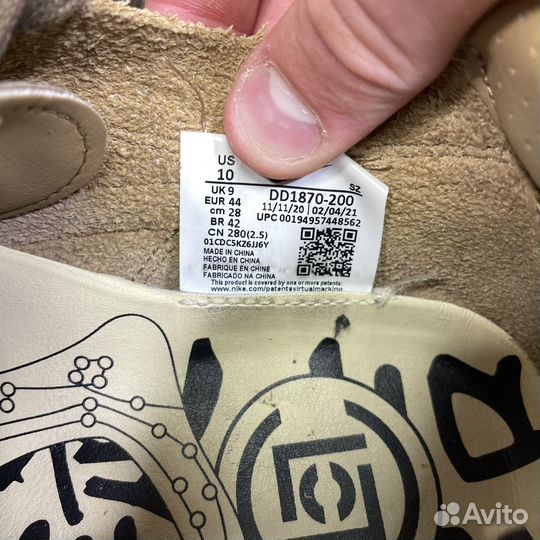 US
10
SZ
UK 9
DD1870-200
EUR 44
11/11/20 02/04/21
cm 28
UPC 00194957448562
BR 42
CN 280(2.5)
01CDC5KZ6JJ6Y
MADE IN CHINA
HECHO EN CHINA
FABRIQUE EN CHINE
FABRICADO NA CHINA
This product is covered by one or more patents. See
www.nike.com/patentsvirtualmarking
Avito